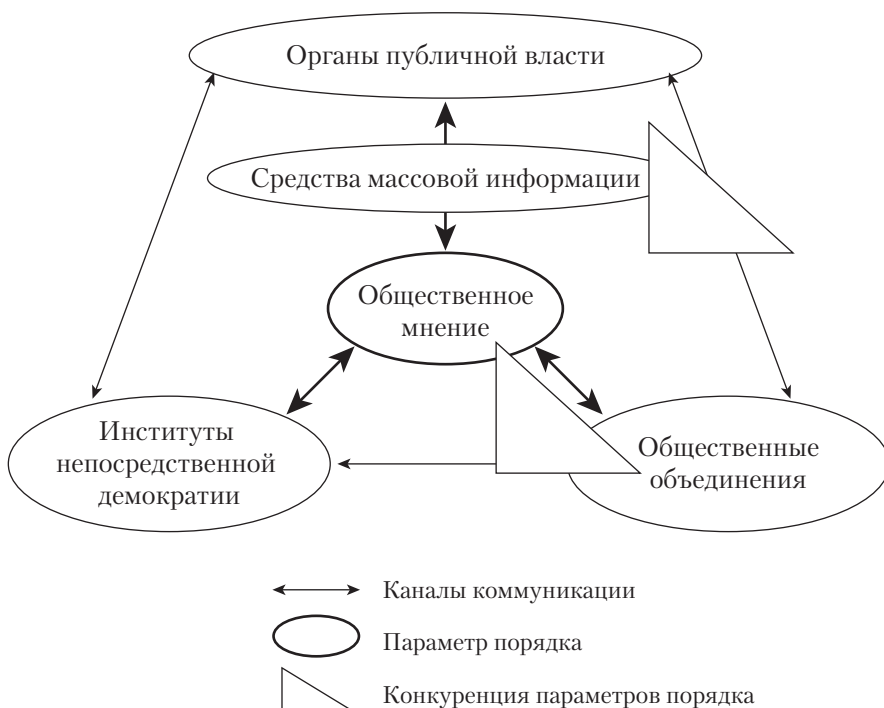 Органы публичной власти
Средства массовой информации
Общественное
мнение
Институты
непосредственной
демократии
Общественные
объединения
Каналы коммуникации
Параметр порядка
Конкуренция параметров порядка